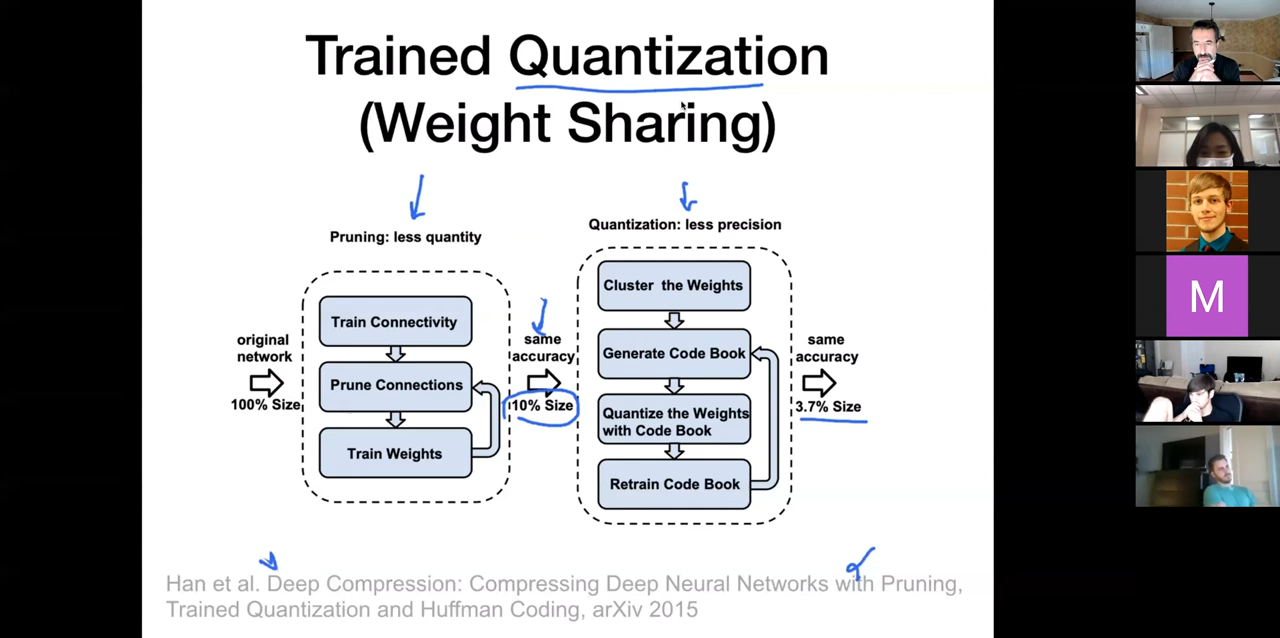 Trained Quantization
(Weight Sharing)
Pruning: less quantity
Quantization: less precision
original
network
100% Size
Train Connectivity
Prune Connections
Train Weights
same
accuracy
10% Size
Cluster the Weights
Generate Code Book
Quantize the Weights
with Code Book
Retrain Code Book
same
accuracy
3.7% Size
Han et al. Deep Compression: Compressing Deep Neural Networks with Pruning,
Trained Quantization and Huffman Coding, arXiv 2015
M